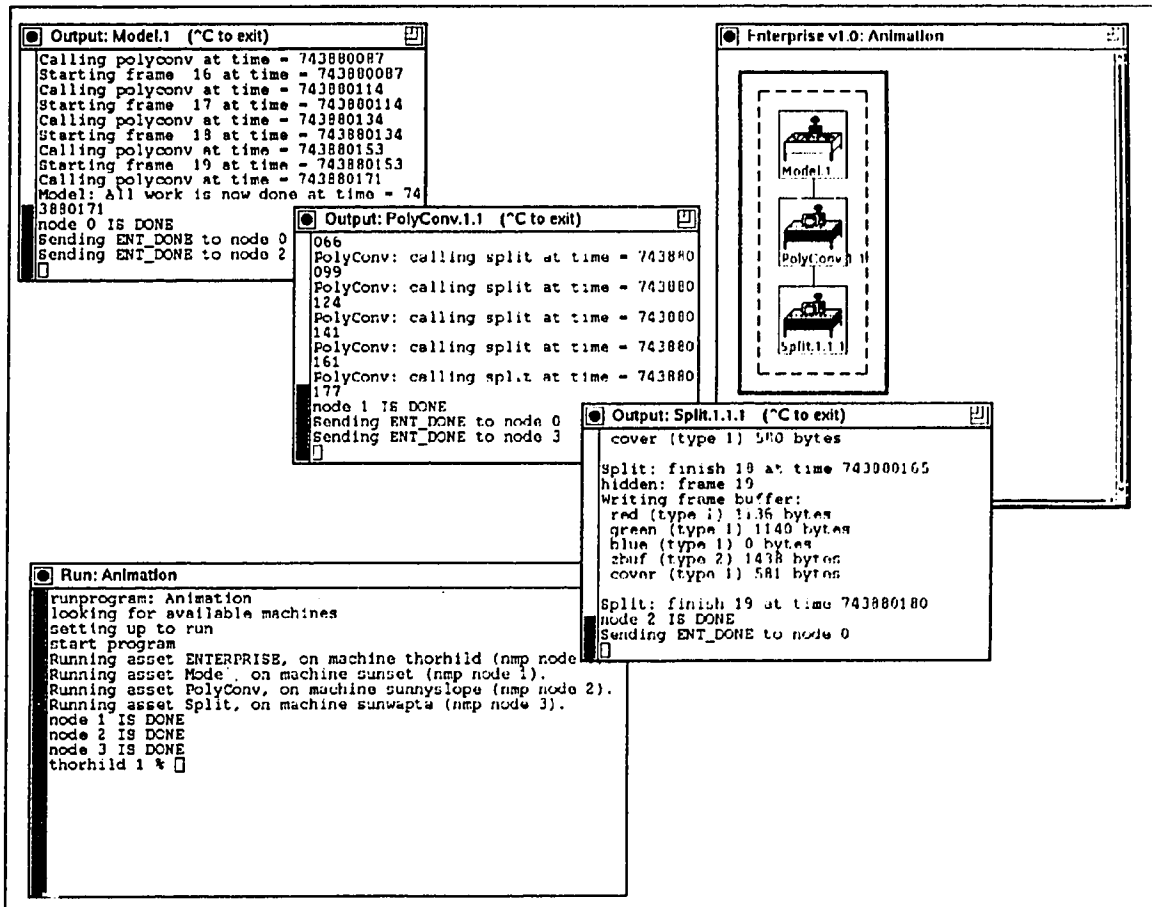 Output: Model.1 (^C to exit)
Calling polyconv at time = 743880087
Starting frame 16 at time = 743880087
Calling polyconv at time = 743880114
Starting frame 17 at time = 743880114
Calling polyconv at time = 743880134
Starting frame 18 at time = 743880134
Calling polyconv at time = 743880153
Starting frame 19 at time = 743880153
Calling polyconv at time = 743880171
Model: All work is now done at time = 74
3880171
node 0 IS DONE
Sending ENT_DONE to node 0
Sending ENT_DONE to node 2
Output: PolyConv.1.1 (^C to exit)
066
PolyConv: calling split at time = 743880
099
PolyConv: calling split at time = 743880
124
PolyConv: calling split at time = 743880
141
PolyConv: calling split at time = 743880
161
PolyConv: calling split at time = 743880
177
node 1 IS DONE
Sending ENT_DONE to node 0
Sending ENT_DONE to node 3
Enterprise v1.0: Animation
Model.1
PolyConv.1.1
Split.1.1.1
Output: Split.1.1.1 (^C to exit)
cover (type 1) 580 bytes
Split: finish 18 at time 743880165
hidden: frame 19
Writing frame buffer:
red (type 1) 1136 bytes
green (type 1) 1140 bytes
blue (type 1) 0 bytes
zbuf (type 2) 1438 bytes
cover (type 1) 581 bytes
Split: finish 19 at time 743880180
node 2 IS DONE
Sending ENT_DONE to node 0
Run: Animation
runprogram: Animation
looking for available machines
setting up to run
start program
Running asset ENTERPRISE, on machine thorhild (nmp node
Running asset Model, on machine sunset (nmp node 1).
Running asset PolyConv, on machine sunnyslope (nmp node 2).
Running asset Split, on machine sunwapta (nmp node 3).
node 1 IS DONE
node 2 IS DONE
node 3 IS DONE
thorhild 1 %